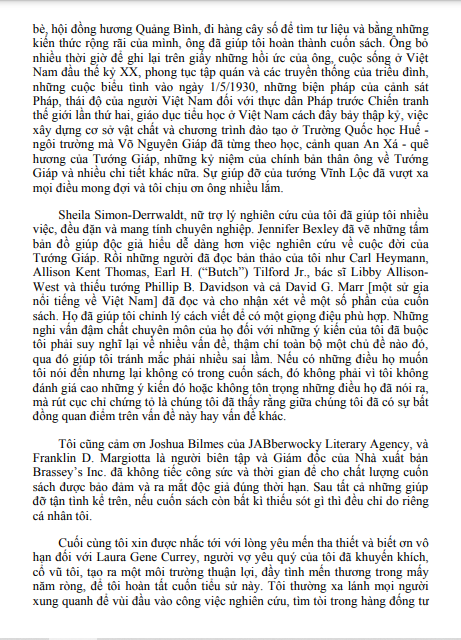 bè, hội đồng hương Quảng Bình, đi hàng cây số để tìm tư liệu và bằng những
kiến thức rộng rãi của mình, ông đã giúp tôi hoàn thành cuốn sách. Ông bỏ
nhiều thời giờ để ghi lại trên giấy những hồi ức của ông, cuộc sống ở Việt
Nam đầu thế kỷ XX, phong tục tập quán và các truyền thống của triều đình,
những cuộc biểu tình vào ngày 1/5/1930, những biện pháp của cảnh sát
Pháp, thái độ của người Việt Nam đối với thực dân Pháp trước Chiến tranh
thế giới lần thứ hai, giáo dục tiểu học ở Việt Nam cách đây bảy thập kỷ, việc
xây dựng cơ sở vật chất và chương trình đào tạo ở Trường Quốc học Huế -
ngôi trường mà Võ Nguyên Giáp đã từng theo học, cảnh quan An Xá - quê
hương của Tướng Giáp, những kỷ niệm của chính bản thân ông về Tướng
Giáp và nhiều chi tiết khác nữa. Sự giúp đỡ của tướng Vĩnh Lộc đã vượt xa
mọi điều mong đợi và tôi chịu ơn ông nhiều lắm.
Sheila Simon-Derrwaldt, nữ trợ lý nghiên cứu của tôi đã giúp tôi nhiều
việc, đều đặn và mang tính chuyên nghiệp. Jennifer Bexley đã vẽ những tấm
bản đồ giúp độc giả hiểu dễ dàng hơn việc nghiên cứu về cuộc đời của
Tướng Giáp. Rồi những người đã đọc bản thảo của tôi như Carl Heymann,
Allison Kent Thomas, Earl H. (“Butch”) Tilford Jr., bác sĩ Libby Allison-
West và thiếu tướng Phillip B. Davidson và cả David G. Marr [một sử gia
nổi tiếng về Việt Nam] đã đọc và cho nhận xét về một số phần của cuốn
sách. Họ đã giúp tôi chỉnh lý cách viết để có một giọng điệu phù hợp. Những
nghi vấn đậm chất chuyên môn của họ đối với những ý kiến của tôi đã buộc
tôi phải suy nghĩ lại về nhiều vấn đề, thậm chí toàn bộ một chủ đề nào đó,
qua đó giúp tôi tránh mắc phải nhiều sai lầm. Nếu có những điều họ muốn
tôi nói đến nhưng lại không có trong cuốn sách, đó không phải vì tôi không
đánh giá cao những ý kiến đó hoặc không tôn trọng những điều họ đã nói ra,
mà rút cục chỉ chứng tỏ là chúng tôi đã thấy rằng giữa chúng tôi đã có sự bất
đồng quan điểm trên vấn đề này hay vấn đề khác.
Tôi cũng cảm ơn Joshua Bilmes của JABberwocky Literary Agency, và
Franklin D. Margiotta là người biên tập và Giám đốc của Nhà xuất bản
Brassey’s Inc. đã không tiếc công sức và thời gian để cho chất lượng cuốn
sách được bảo đảm và ra mắt độc giả đúng thời hạn. Sau tất cả những giúp
đỡ tận tình kể trên, nếu cuốn sách còn bất kì thiếu sót gì thì đều chỉ do riêng
cá nhân tôi.
Cuối cùng tôi xin được nhắc tới với lòng yêu mến tha thiết và biết ơn vô
hạn đối với Laura Gene Currey, người vợ yêu quý của tôi đã khuyến khích,
cổ vũ tôi, tạo ra một môi trường thuận lợi, đầy tình mến thương trong mấy
năm ròng, để tôi hoàn tất cuốn tiểu sử này. Tôi thường xa lánh mọi người
xung quanh để vùi đầu vào công việc nghiên cứu, tìm tòi trong hàng đống tư